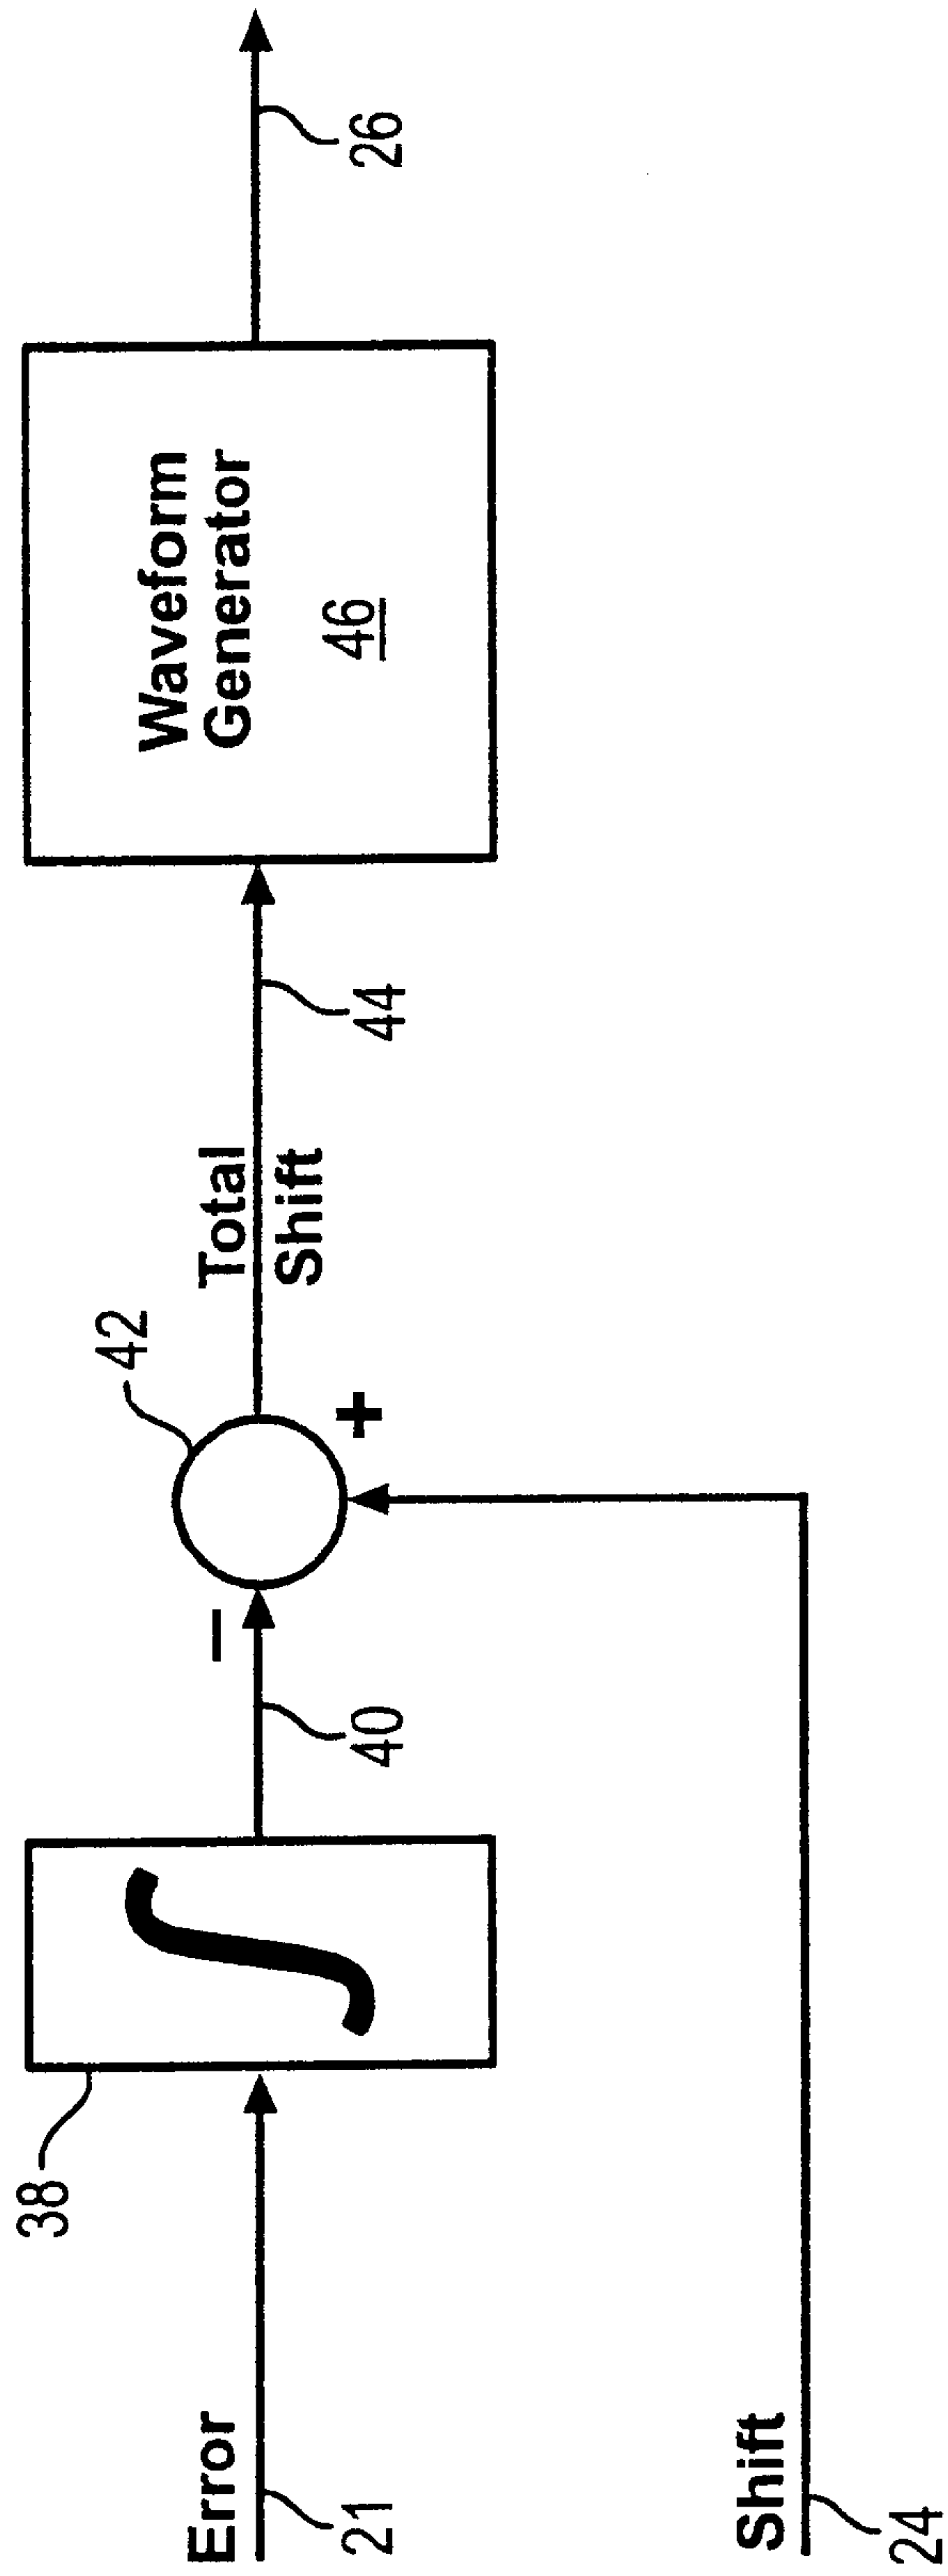 Error
21
38
∫
40
−
42
+
Total
Shift
44
Waveform
Generator
46
26
Shift
24